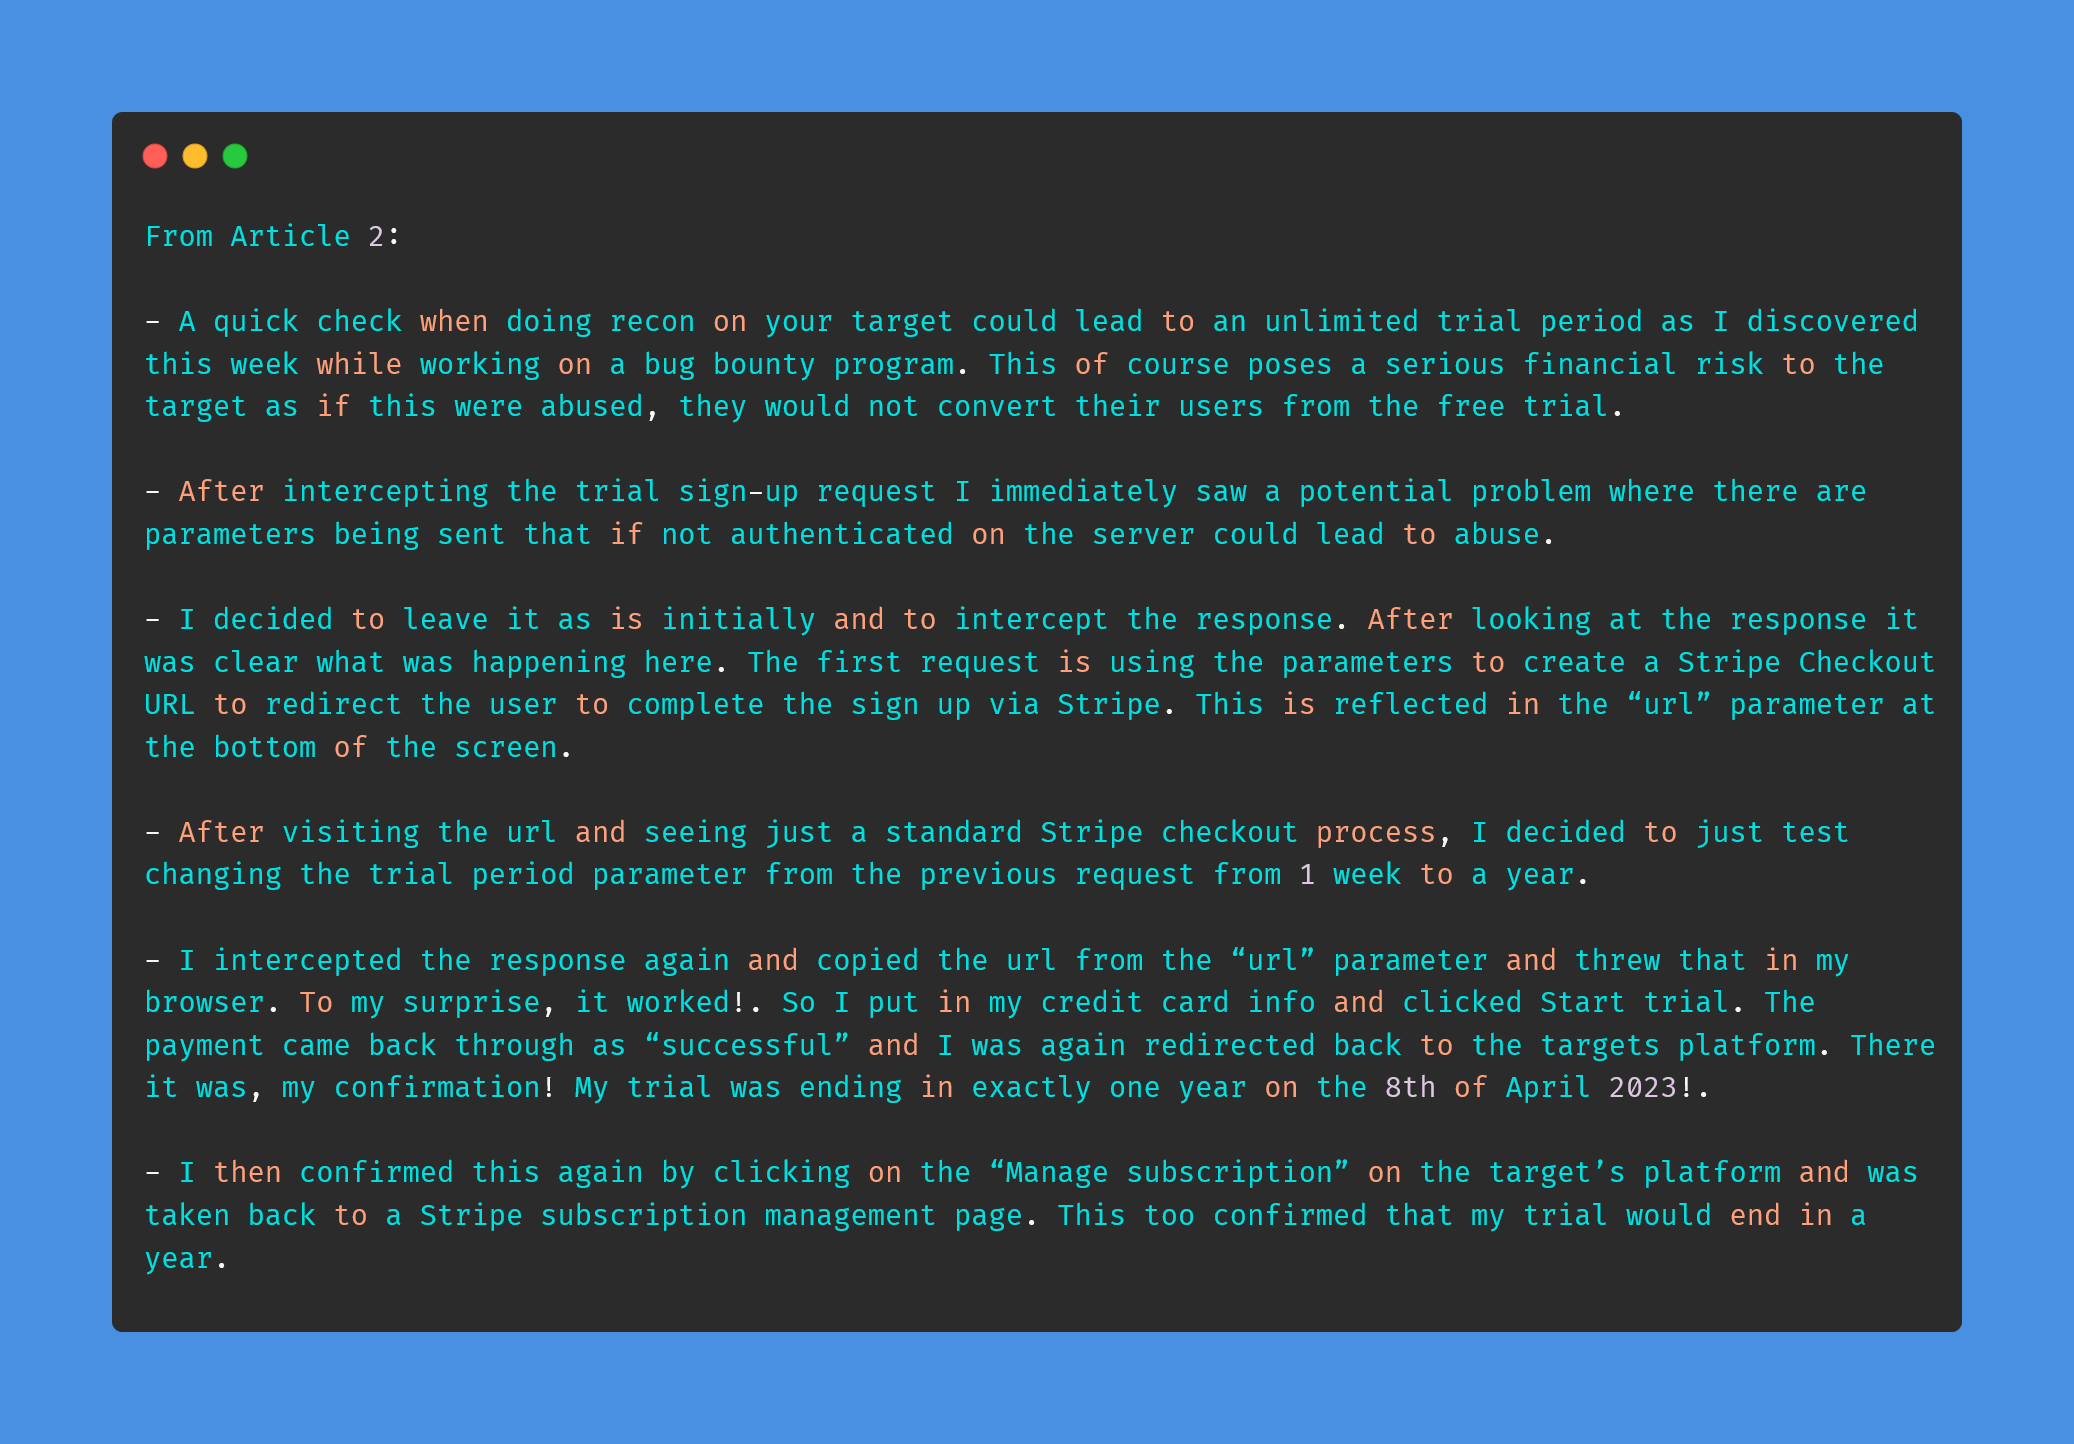 From Article 2:
- A quick check when doing recon on your target could lead to an unlimited trial period as I discovered
this week while working on a bug bounty program. This of course poses a serious financial risk to the
target as if this were abused, they would not convert their users from the free trial.
- After intercepting the trial sign-up request I immediately saw a potential problem where there are
parameters being sent that if not authenticated on the server could lead to abuse.
- I decided to leave it as is initially and to intercept the response. After looking at the response it
was clear what was happening here. The first request is using the parameters to create a Stripe Checkout
URL to redirect the user to complete the sign up via Stripe. This is reflected in the “url” parameter at
the bottom of the screen.
- After visiting the url and seeing just a standard Stripe checkout process, I decided to just test
changing the trial period parameter from the previous request from 1 week to a year.
- I intercepted the response again and copied the url from the “url” parameter and threw that in my
browser. To my surprise, it worked!. So I put in my credit card info and clicked Start trial. The
payment came back through as “successful” and I was again redirected back to the targets platform. There
it was, my confirmation! My trial was ending in exactly one year on the 8th of April 2023!.
- I then confirmed this again by clicking on the “Manage subscription” on the target’s platform and was
taken back to a Stripe subscription management page. This too confirmed that my trial would end in a
year.